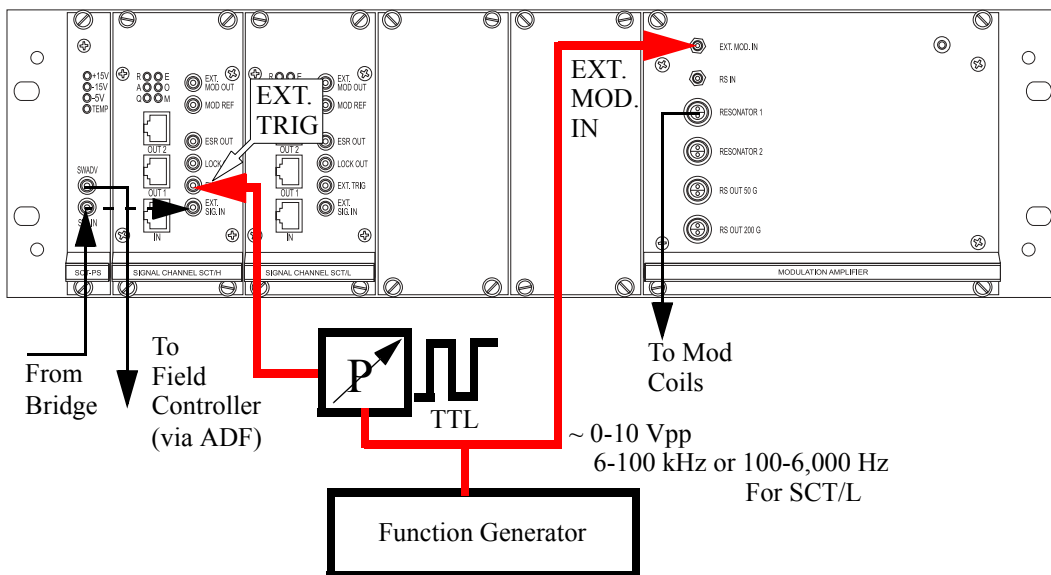 +15V
-15V
-5V
TEMP
SWADV
IN
SCT-PS
R E
A O
Q M
EXT.
MOD OUT
MOD REF
ESR OUT
OUT 2
LOCK
OUT 1
EXT.
SIG. IN
IN
SIGNAL CHANNEL SCT/H
EXT.
TRIG
R E
EXT.
MOD OUT
MOD REF
ESR OUT
OUT 2
LOCK OUT
EXT. TRIG
OUT 1
EXT.
SIG. IN
IN
SIGNAL CHANNEL SCT/L
EXT.
MOD.
IN
EXT. MOD. IN
RS IN
RESONATOR 1
RESONATOR 2
RS OUT 50 G
RS OUT 200 G
MODULATION AMPLIFIER
From
Bridge
To
Field
Controller
(via ADF)
P
TTL
To Mod
Coils
~ 0-10 Vpp
6-100 kHz or 100-6,000 Hz
For SCT/L
Function Generator